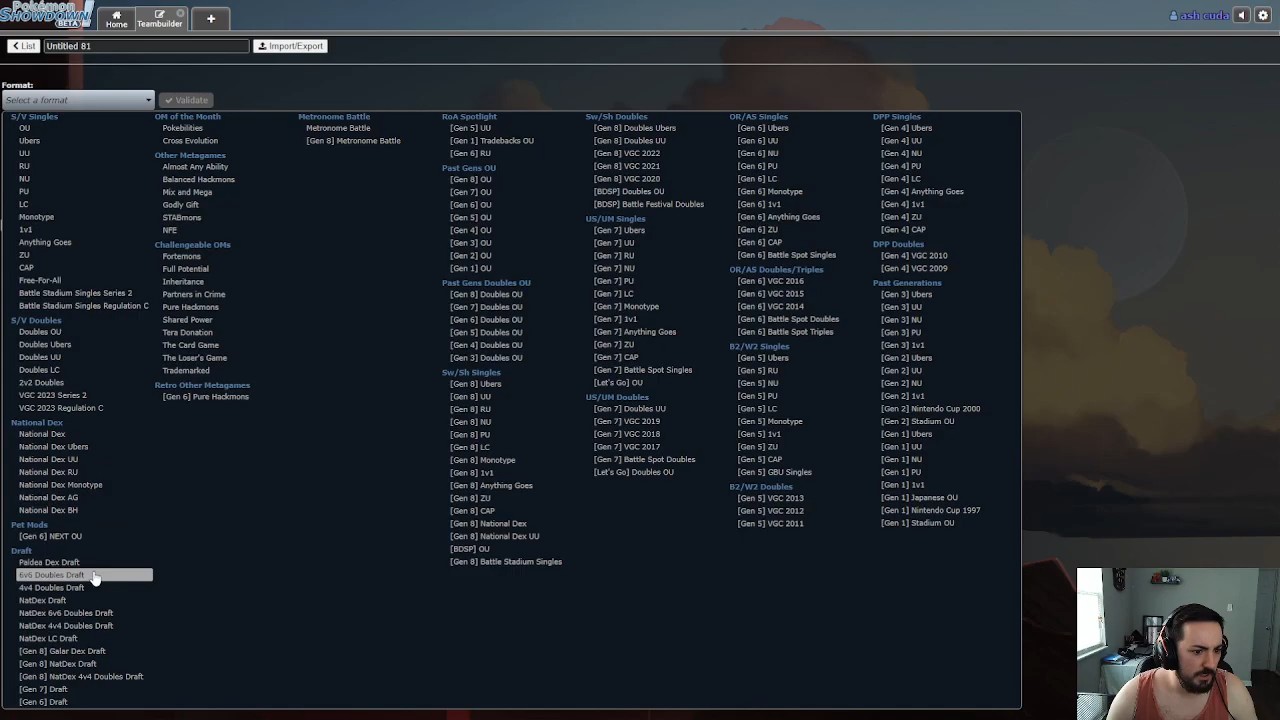 Pokémon
SHOWDOWN!
BETA
Home
Teambuilder
+
ash cuda
List
Untitled 81
Import/Export
Format:
Select a format
Validate
S/V Singles
OU
Ubers
UU
RU
NU
PU
LC
Monotype
1v1
Anything Goes
ZU
CAP
Free-For-All
Battle Stadium Singles Series 2
Battle Stadium Singles Regulation C
S/V Doubles
Doubles OU
Doubles Ubers
Doubles UU
Doubles LC
2v2 Doubles
VGC 2023 Series 2
VGC 2023 Regulation C
National Dex
National Dex
National Dex Ubers
National Dex UU
National Dex RU
National Dex Monotype
National Dex AG
National Dex BH
Pet Mods
[Gen 6] NEXT OU
Draft
Paldea Dex Draft
6v6 Doubles Draft
4v4 Doubles Draft
NatDex Draft
NatDex 6v6 Doubles Draft
NatDex 4v4 Doubles Draft
NatDex LC Draft
[Gen 8] Galar Dex Draft
[Gen 8] NatDex Draft
[Gen 8] NatDex 4v4 Doubles Draft
[Gen 7] Draft
[Gen 6] Draft
OM of the Month
Pokebilities
Cross Evolution
Other Metagames
Almost Any Ability
Balanced Hackmons
Mix and Mega
Godly Gift
STABmons
NFE
Challengeable OMs
Fortemons
Full Potential
Inheritance
Partners in Crime
Pure Hackmons
Shared Power
Tera Donation
The Card Game
The Loser's Game
Trademarked
Retro Other Metagames
[Gen 6] Pure Hackmons
Metronome Battle
Metronome Battle
[Gen 8] Metronome Battle
RoA Spotlight
[Gen 5] UU
[Gen 1] Tradebacks OU
[Gen 6] RU
Past Gens OU
[Gen 8] OU
[Gen 7] OU
[Gen 6] OU
[Gen 5] OU
[Gen 4] OU
[Gen 3] OU
[Gen 2] OU
[Gen 1] OU
Past Gens Doubles OU
[Gen 8] Doubles OU
[Gen 7] Doubles OU
[Gen 6] Doubles OU
[Gen 5] Doubles OU
[Gen 4] Doubles OU
[Gen 3] Doubles OU
Sw/Sh Singles
[Gen 8] Ubers
[Gen 8] UU
[Gen 8] RU
[Gen 8] NU
[Gen 8] PU
[Gen 8] LC
[Gen 8] Monotype
[Gen 8] 1v1
[Gen 8] Anything Goes
[Gen 8] ZU
[Gen 8] CAP
[Gen 8] National Dex
[Gen 8] National Dex UU
[BDSP] OU
[Gen 8] Battle Stadium Singles
Sw/Sh Doubles
[Gen 8] Doubles Ubers
[Gen 8] Doubles UU
[Gen 8] VGC 2022
[Gen 8] VGC 2021
[Gen 8] VGC 2020
[BDSP] Doubles OU
[BDSP] Battle Festival Doubles
US/UM Singles
[Gen 7] Ubers
[Gen 7] UU
[Gen 7] RU
[Gen 7] NU
[Gen 7] PU
[Gen 7] LC
[Gen 7] Monotype
[Gen 7] 1v1
[Gen 7] Anything Goes
[Gen 7] ZU
[Gen 7] CAP
[Gen 7] Battle Spot Singles
[Let's Go] OU
US/UM Doubles
[Gen 7] Doubles UU
[Gen 7] VGC 2019
[Gen 7] VGC 2018
[Gen 7] VGC 2017
[Gen 7] Battle Spot Doubles
[Let's Go] Doubles OU
OR/AS Singles
[Gen 6] Ubers
[Gen 6] UU
[Gen 6] NU
[Gen 6] PU
[Gen 6] LC
[Gen 6] Monotype
[Gen 6] 1v1
[Gen 6] Anything Goes
[Gen 6] ZU
[Gen 6] CAP
[Gen 6] Battle Spot Singles
OR/AS Doubles/Triples
[Gen 6] VGC 2016
[Gen 6] VGC 2015
[Gen 6] VGC 2014
[Gen 6] Battle Spot Doubles
[Gen 6] Battle Spot Triples
B2/W2 Singles
[Gen 5] Ubers
[Gen 5] RU
[Gen 5] NU
[Gen 5] PU
[Gen 5] LC
[Gen 5] Monotype
[Gen 5] 1v1
[Gen 5] ZU
[Gen 5] CAP
[Gen 5] GBU Singles
B2/W2 Doubles
[Gen 5] VGC 2013
[Gen 5] VGC 2012
[Gen 5] VGC 2011
DPP Singles
[Gen 4] Ubers
[Gen 4] UU
[Gen 4] NU
[Gen 4] PU
[Gen 4] LC
[Gen 4] Anything Goes
[Gen 4] 1v1
[Gen 4] ZU
[Gen 4] CAP
DPP Doubles
[Gen 4] VGC 2010
[Gen 4] VGC 2009
Past Generations
[Gen 3] Ubers
[Gen 3] UU
[Gen 3] NU
[Gen 3] PU
[Gen 3] 1v1
[Gen 2] Ubers
[Gen 2] UU
[Gen 2] NU
[Gen 2] 1v1
[Gen 2] Nintendo Cup 2000
[Gen 2] Stadium OU
[Gen 1] Ubers
[Gen 1] UU
[Gen 1] NU
[Gen 1] PU
[Gen 1] 1v1
[Gen 1] Japanese OU
[Gen 1] Nintendo Cup 1997
[Gen 1] Stadium OU